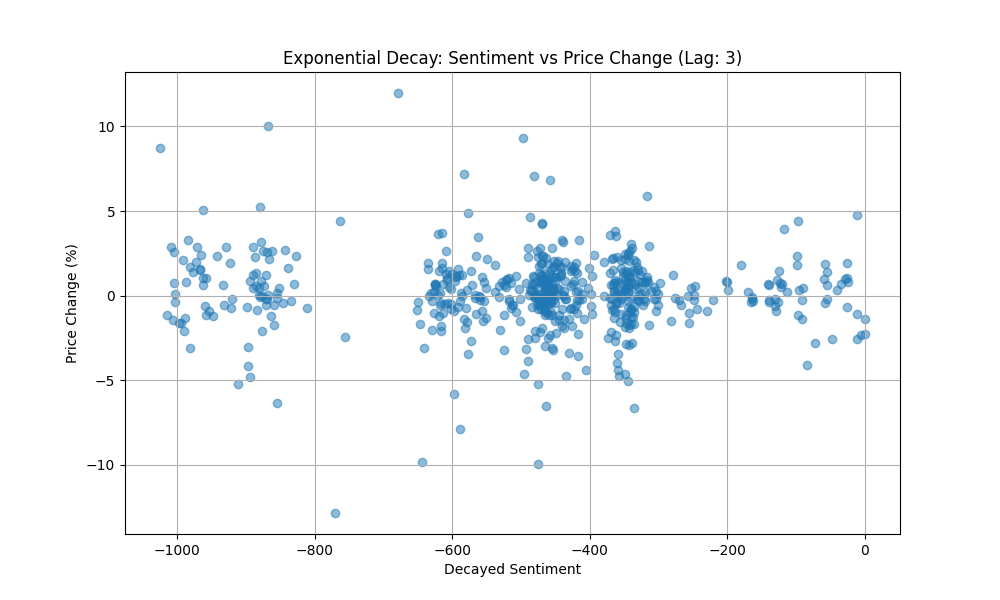 Exponential Decay: Sentiment vs Price Change (Lag: 3)
Price Change (%)
10
5
0
−5
−10
−1000 −800 −600 −400 −200 0
Decayed Sentiment